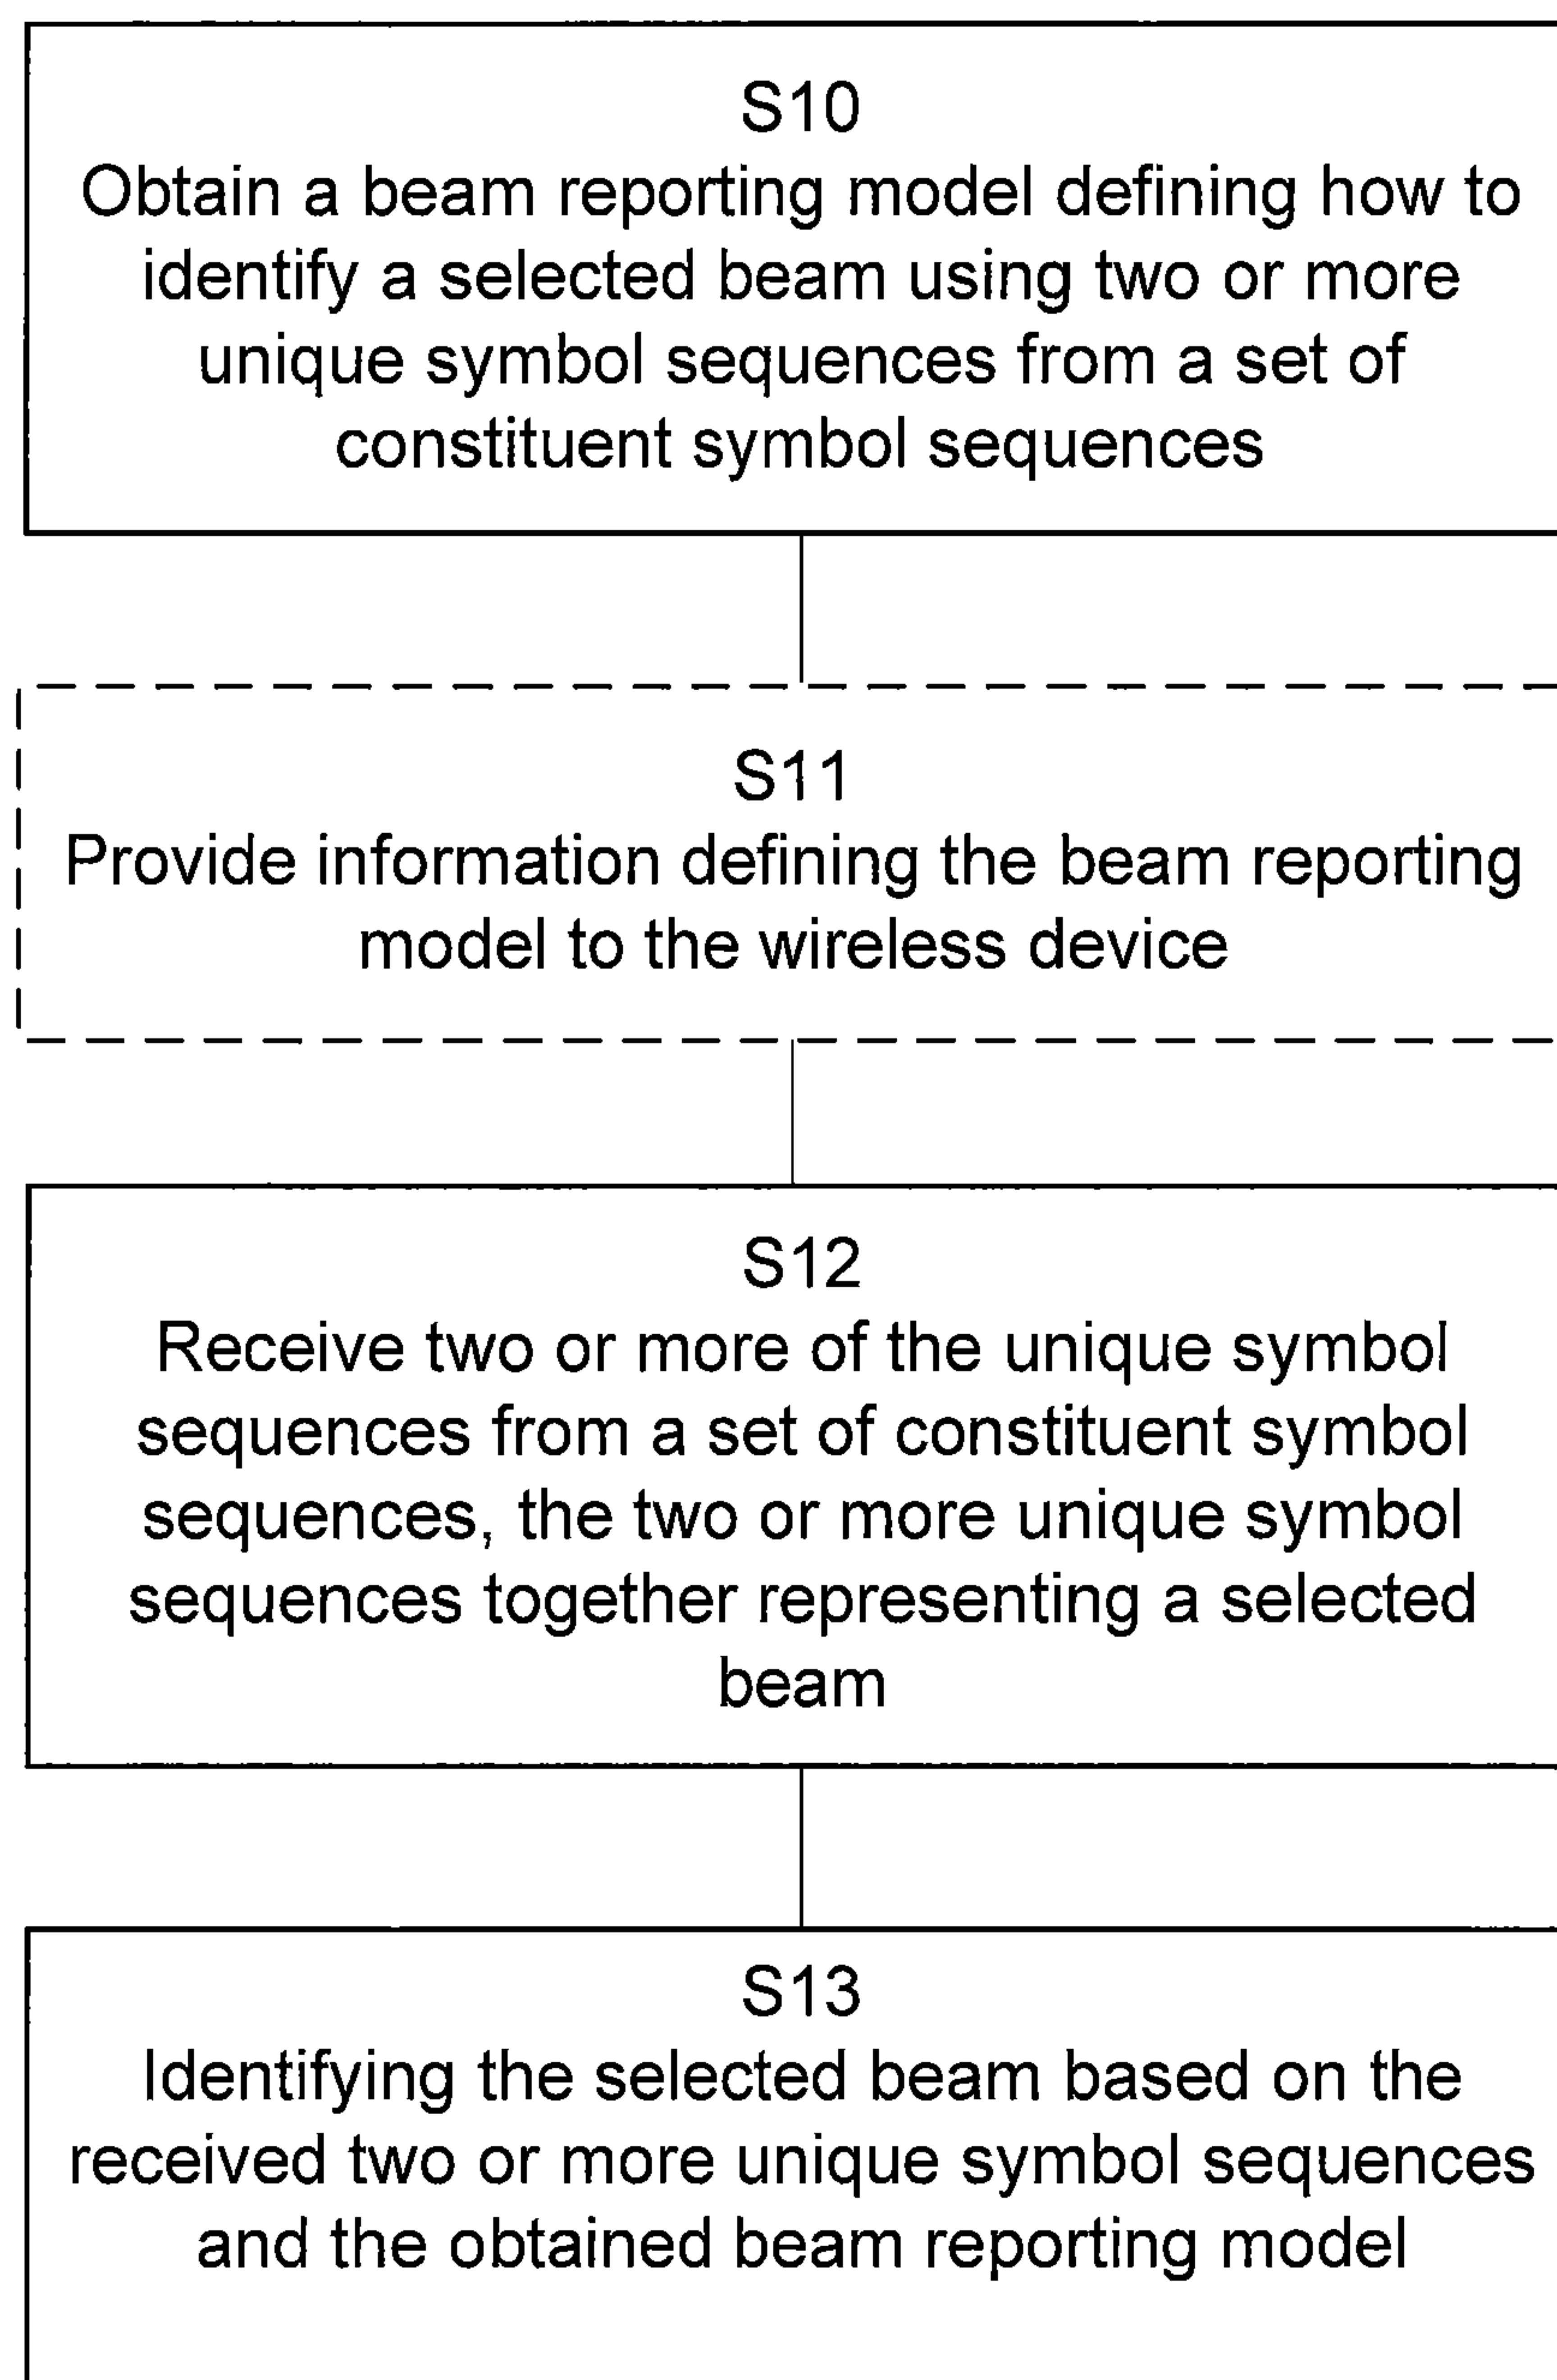 S10
Obtain a beam reporting model defining how to
identify a selected beam using two or more
unique symbol sequences from a set of
constituent symbol sequences
S11
Provide information defining the beam reporting
model to the wireless device
S12
Receive two or more of the unique symbol
sequences from a set of constituent symbol
sequences, the two or more unique symbol
sequences together representing a selected
beam
S13
Identifying the selected beam based on the
received two or more unique symbol sequences
and the obtained beam reporting model